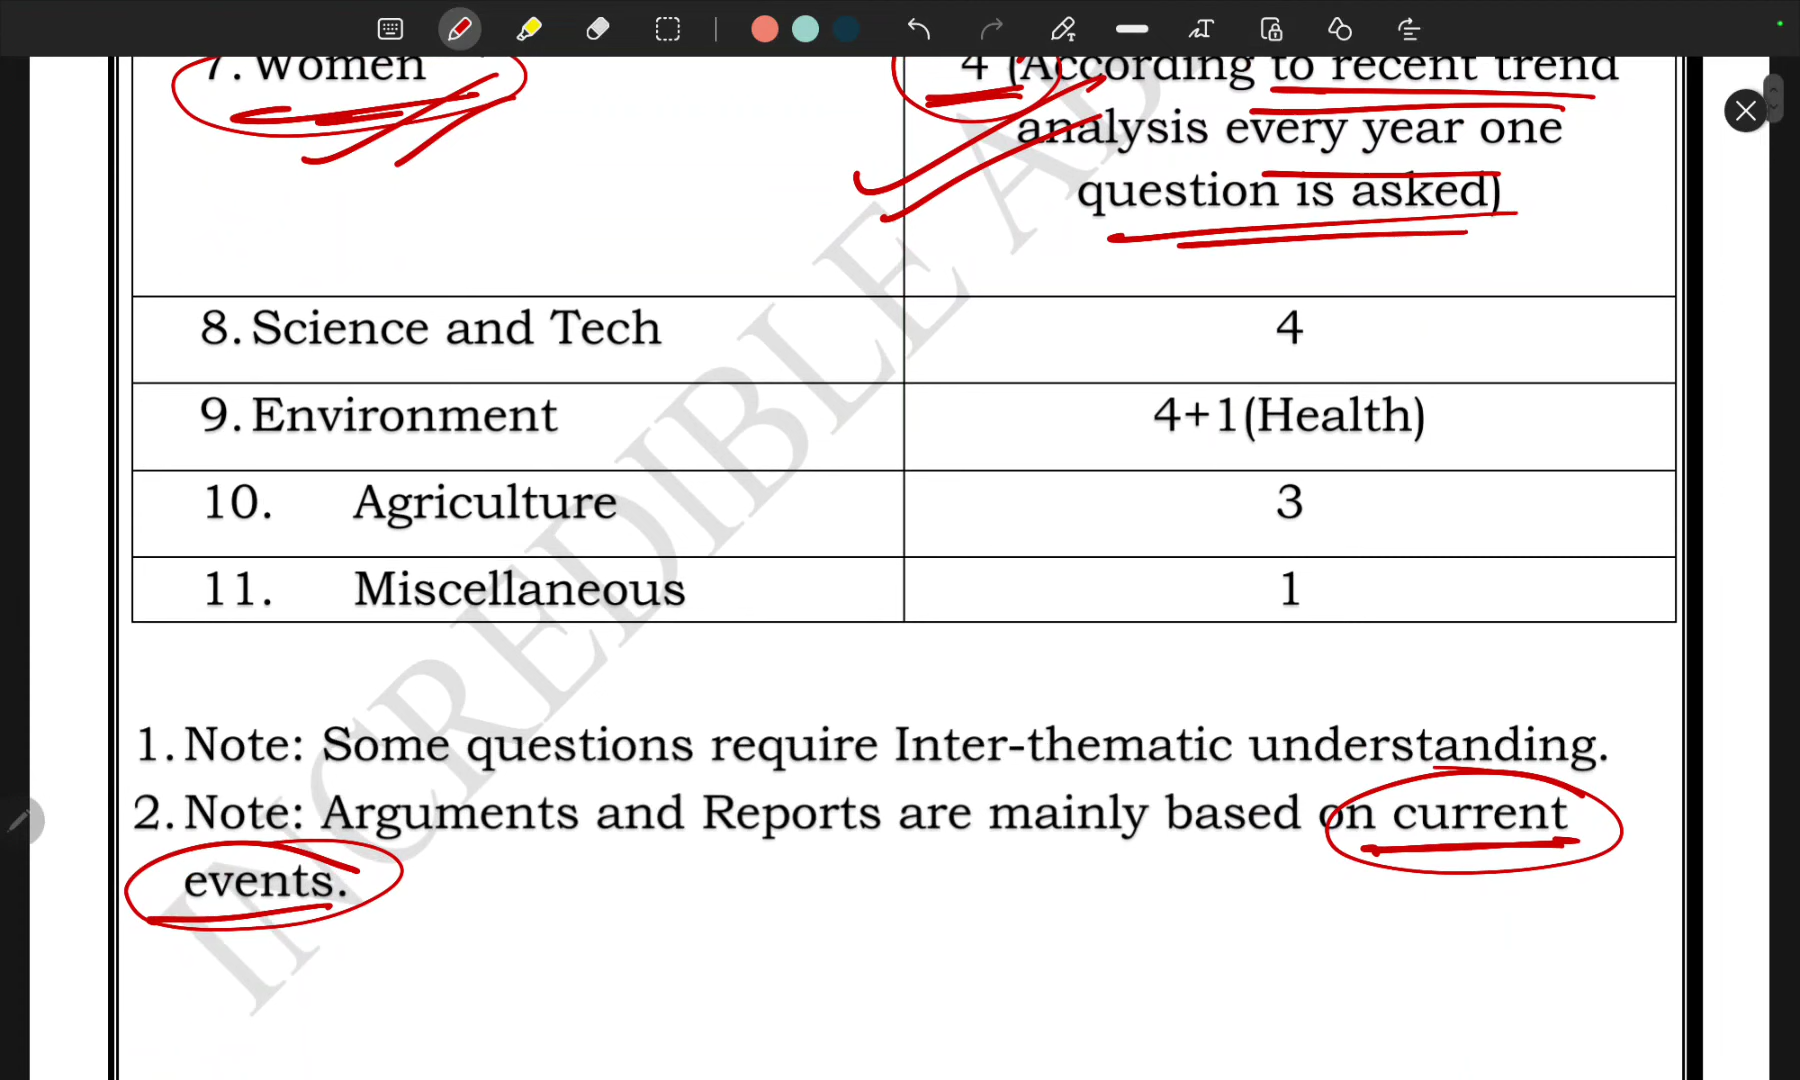 7. Women
4 (According to recent trend
analysis every year one
question is asked)
8. Science and Tech
4
9. Environment
4+1(Health)
10. Agriculture
3
11. Miscellaneous
1
1. Note: Some questions require Inter-thematic understanding.
2. Note: Arguments and Reports are mainly based on current
events.
INCREDIBLE